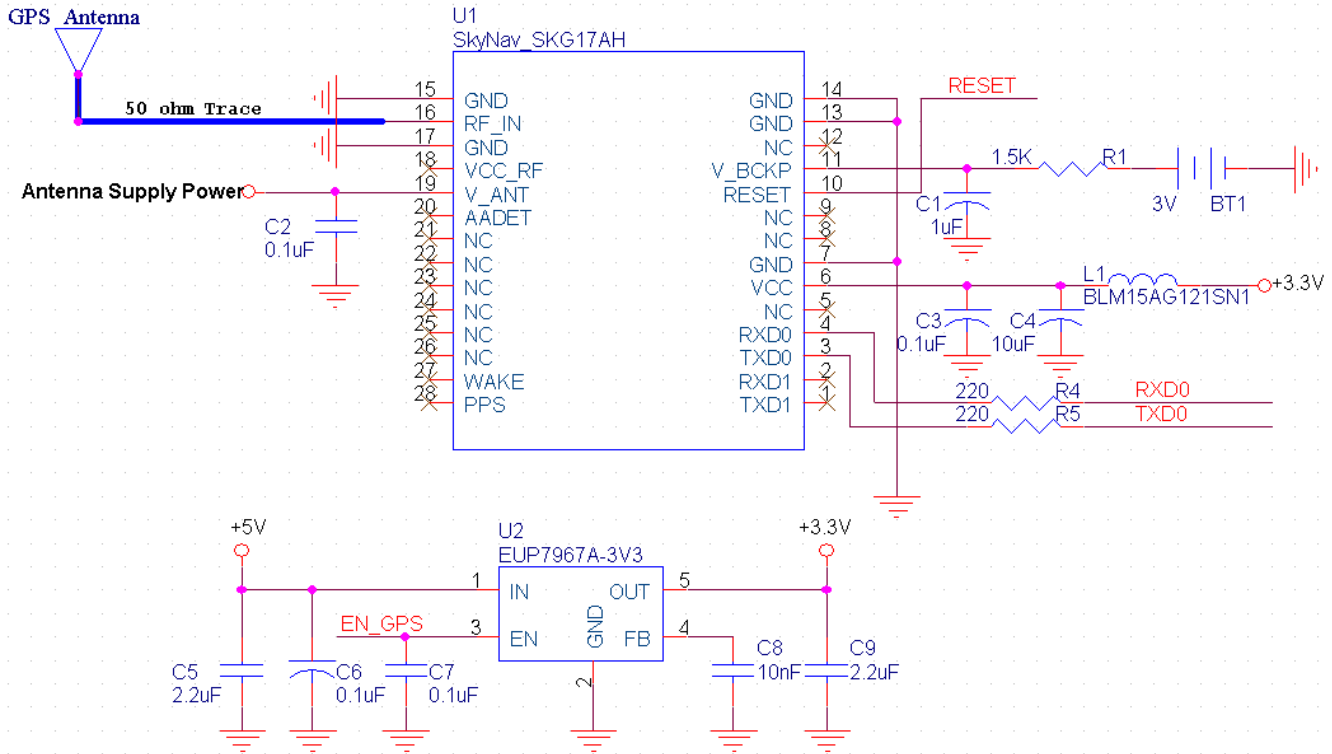 GPS Antenna
50 ohm Trace
Antenna Supply Power
C2
0.1uF
U1
SkyNav_SKG17AH
15 GND
16 RF_IN
17 GND
18 VCC_RF
19 V_ANT
20 AADET
21 NC
22 NC
23 NC
24 NC
25 NC
26 NC
27 WAKE
28 PPS
GND 14
GND 13
NC 12
V_BCKP 11
RESET 10
NC 9
NC 8
GND 7
VCC 6
NC 5
RXD0 4
TXD0 3
RXD1 2
TXD1 1
RESET
1.5K R1
C1
1uF
3V BT1
L1
BLM15AG121SN1
+3.3V
C3
0.1uF
C4
10uF
220 R4 RXD0
220 R5 TXD0
+5V
U2
EUP7967A-3V3
+3.3V
1 IN OUT 5
EN_GPS 3 EN GND FB 4
2
C5
2.2uF
C6
0.1uF
C7
0.1uF
C8
10nF
C9
2.2uF